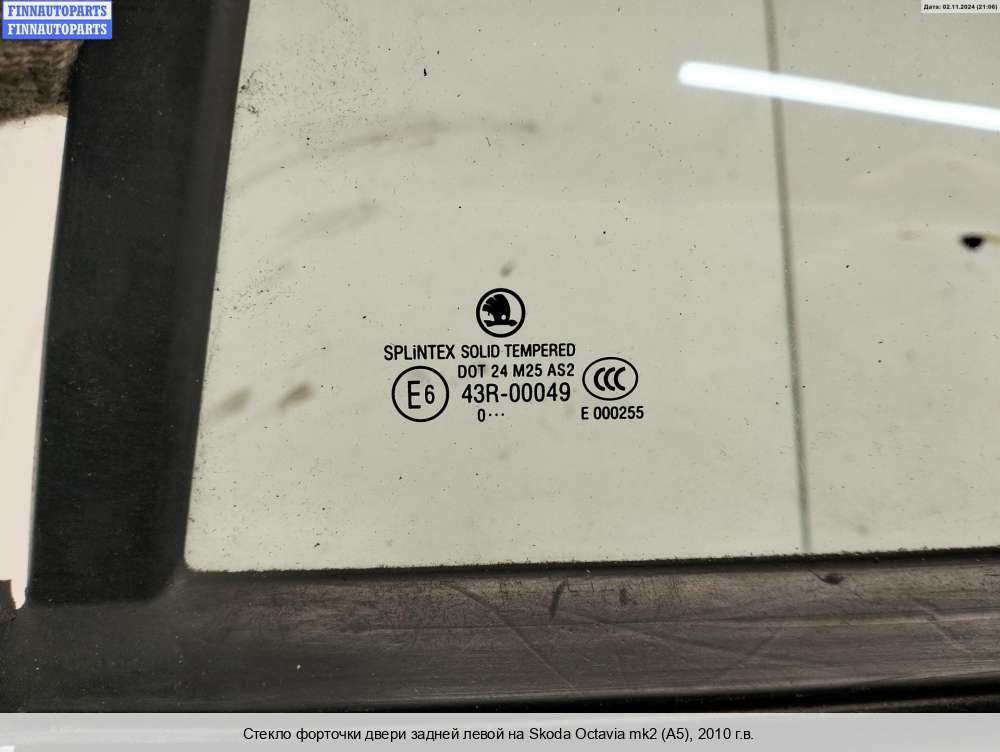 FINNAUTOPARTS
FINNAUTOPARTS
Дата: 02.11.2024 (21:06)
SPLiNTEX SOLID TEMPERED
DOT 24 M25 AS2
E6 43R-00049 CCC
0··· E 000255
Стекло форточки двери задней левой на Skoda Octavia mk2 (A5), 2010 г.в.